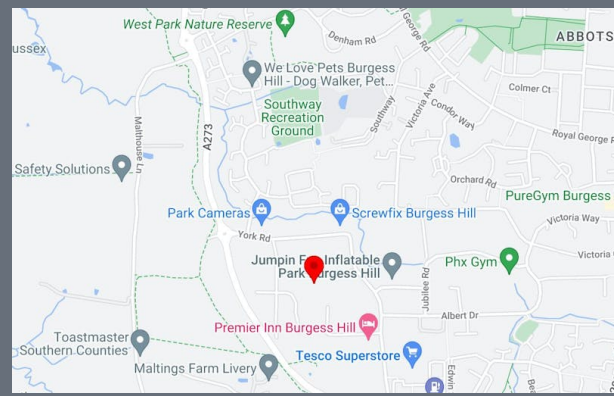 West Park Nature Reserve
Denham Rd
George Rd
ABBOTS
ussex
We Love Pets Burgess
Hill - Dog Walker, Pet...
Colmer Ct
Southway
Recreation
Ground
Southway
Victoria Ave
Condor Way
A273
Malthouse Ln
Royal George R
Safety Solutions
Orchard Rd
PureGym Burgess
Park Cameras
Screwfix Burgess Hill
Victoria Way
York Rd
Victoria
Jumpin F Inflatable
Park Burgess Hill
Phx Gym
Jubilee Rd
Albert Dr
Premier Inn Burgess Hill
Toastmaster
Southern Counties
Tesco Superstore
Maltings Farm Livery
Edwin